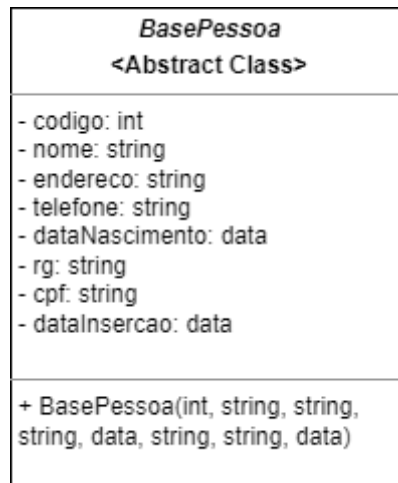 BasePessoa
<Abstract Class>
- codigo: int
- nome: string
- endereco: string
- telefone: string
- dataNascimento: data
- rg: string
- cpf: string
- dataInsercao: data
+ BasePessoa(int, string, string,
string, data, string, string, data)